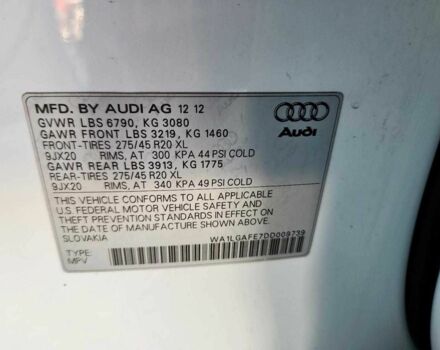 MFD. BY AUDI AG 12 12
GVWR LBS 6790, KG 3080
GAWR FRONT LBS 3219, KG 1460
FRONT-TIRES 275/45 R20 XL
9JX20 RIMS, AT 300 KPA 44 PSI COLD
GAWR REAR LBS 3913, KG 1775
REAR-TIRES 275/45 R20 XL
9JX20 RIMS, AT 340 KPA 49 PSI COLD
THIS VEHICLE CONFORMS TO ALL APPLICABLE
U.S. FEDERAL MOTOR VEHICLE SAFETY AND
THEFT PREVENTION STANDARDS IN EFFECT ON
THE DATE OF MANUFACTURE SHOWN ABOVE.
SLOVAKIA WA1LGAFE7DD009739
TYPE:
MPV
Audi